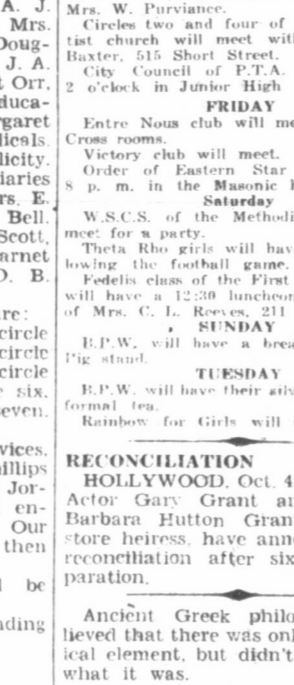 A. J.
Mrs.
Doug-
J. A.
t Orr,
duca-
rgaret
dicals.
licity.
iaries
rs. E.
Bell.
Scott,
arnet
D. B.
re:
circle
circle
circle
e six.
seven.
vices.
illips
Jor-
en-
Our
then
d be
ading
Mrs. W. Purviance.
Circles two and four of
tist church will meet with
Baxter, 515 Short Street.
City Council of P.T.A.
2 o'clock in Junior High
FRIDAY
Entre Nous club will me
Cross rooms.
Victory club will meet.
Order of Eastern Star
8 p. m. in the Masonic
Saturday
W.S.C.S. of the Methodi
meet for a party.
Theta Rho girls will hav
lowing the football game.
Fedelis class of the First
will have a 12:30 luncheon
of Mrs. C. L. Reeves, 211
SUNDAY
B.P.W. will have a brea
Pig stand.
TUESDAY
B.P.W. will have their silv
formal tea.
Rainbow for Girls will
RECONCILIATION
HOLLYWOOD, Oct. 4
Actor Gary Grant an
Barbara Hutton Gran
store heiress, have ann
reconciliation after six
paration.
Ancient Greek philo
lieved that there was onl
ical element, but didn't
what it was.